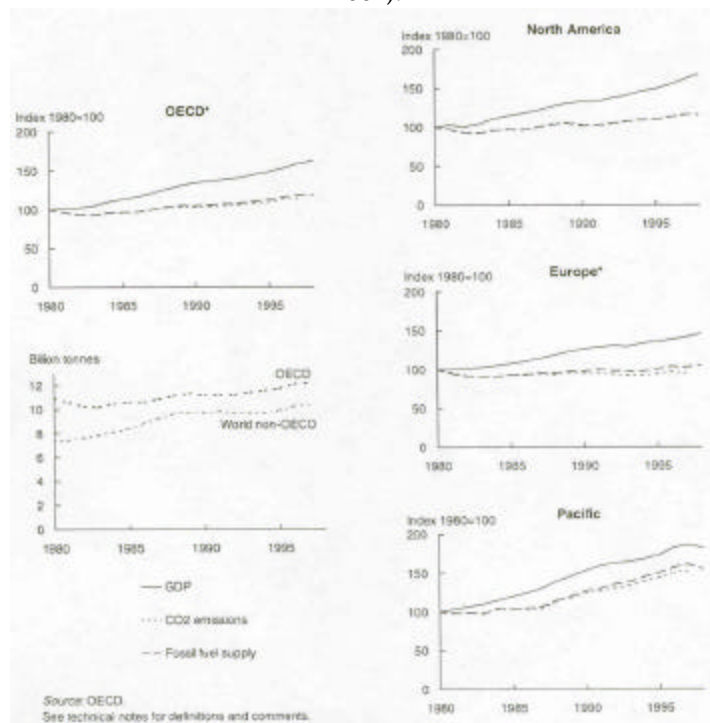 OECD*
Index 1980=100
200
150
100
50
0
1980 1985 1990 1995
Billion tonnes
12
10
8
6
4
2
0
OECD
World non-OECD
1980 1985 1990 1995
GDP
CO2 emissions
Fossil fuel supply
Source: OECD.
See technical notes for definitions and comments.
North America
Index 1980=100
200
150
100
50
0
1980 1985 1990 1995
Europe*
Index 1980=100
200
150
100
50
0
1980 1985 1990 1995
Pacific
Index 1980=100
200
150
100
50
0
1980 1985 1990 1995